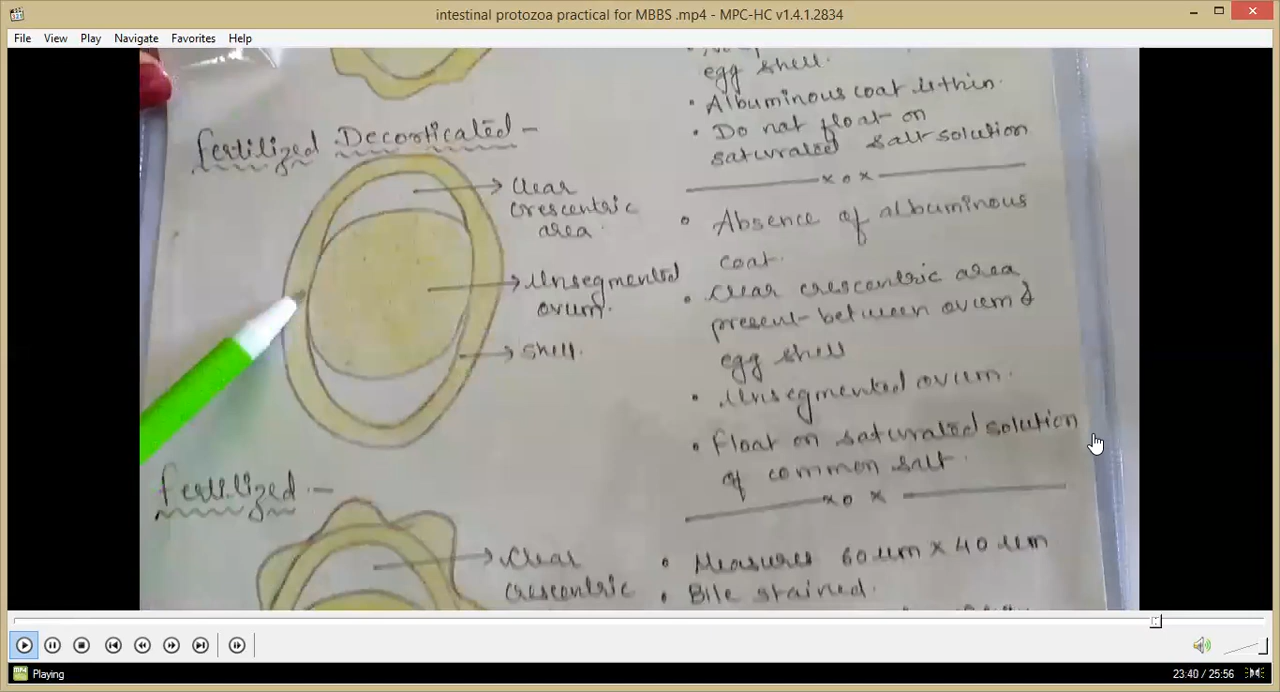 intestinal protozoa practical for MBBS .mp4 - MPC-HC v1.4.1.2834
File View Play Navigate Favorites Help
egg shell.
• Albuminous coat is thin.
• Do not float on
saturated salt solution
x o x
Fertilized Decorticated -
Clear
crescentric
area
Unsegmented
ovum.
Shell.
• Absence of albuminous
coat.
• Clear crescentric area
present between ovum &
egg shell
• Unsegmented ovum.
• Float on saturated solution
of common salt.
x o x
Fertilized -
Clear
crescentric
• Measures 60 um x 40 um
• Bile stained.
Playing
23:40 / 25:56